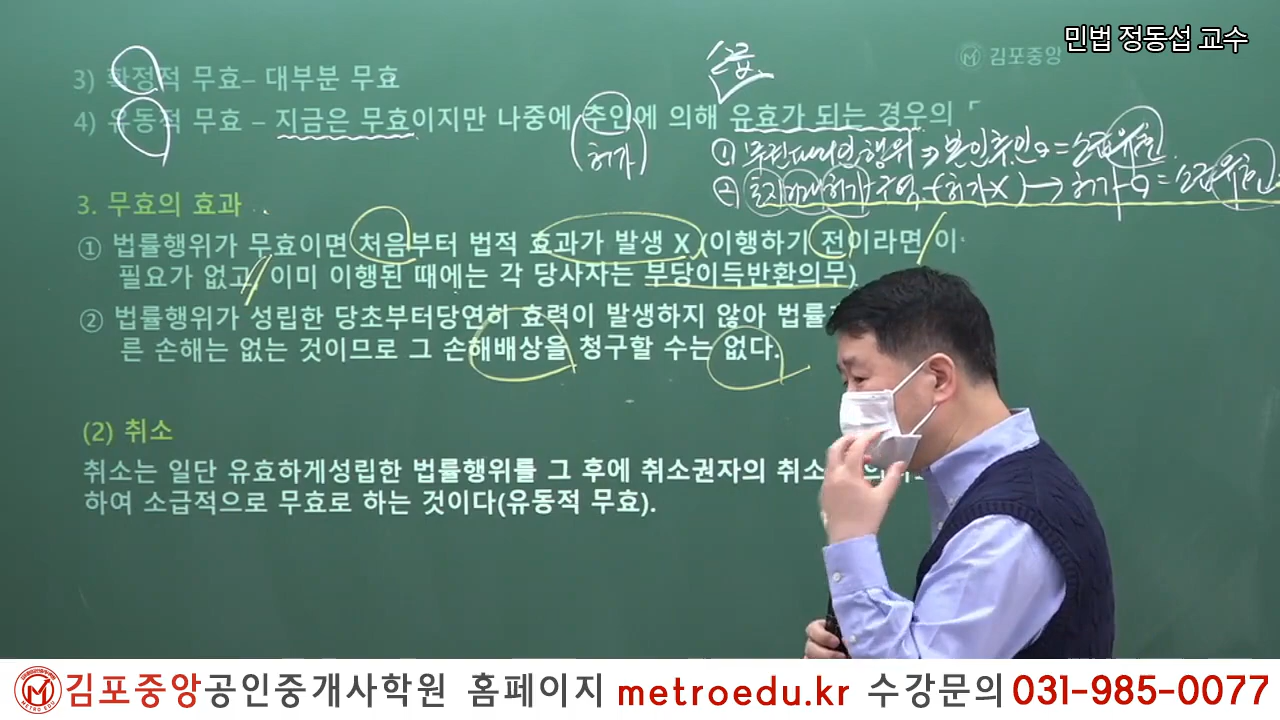 민법 정동섭 교수
김포중앙
소급
3) 확정적 무효– 대부분 무효
4) 유동적 무효 – 지금은 무효이지만 나중에 추인에 의해 유효가 되는 경우의
(허가)
① 무권대리인 행위 ⇒ 본인추인 o = 소급유효
② 토지거래허가구역 (허가X) → 허가 o = 소급유효
3. 무효의 효과
① 법률행위가 무효이면 처음부터 법적 효과가 발생 X (이행하기 전이라면 이
필요가 없고, 이미 이행된 때에는 각 당사자는 부당이득반환의무)
② 법률행위가 성립한 당초부터당연히 효력이 발생하지 않아 법률
른 손해는 없는 것이므로 그 손해배상을 청구할 수는 없다.
(2) 취소
취소는 일단 유효하게성립한 법률행위를 그 후에 취소권자의 취소
하여 소급적으로 무효로 하는 것이다(유동적 무효).
김포중앙공인중개사학원 홈페이지 metroedu.kr 수강문의 031-985-0077